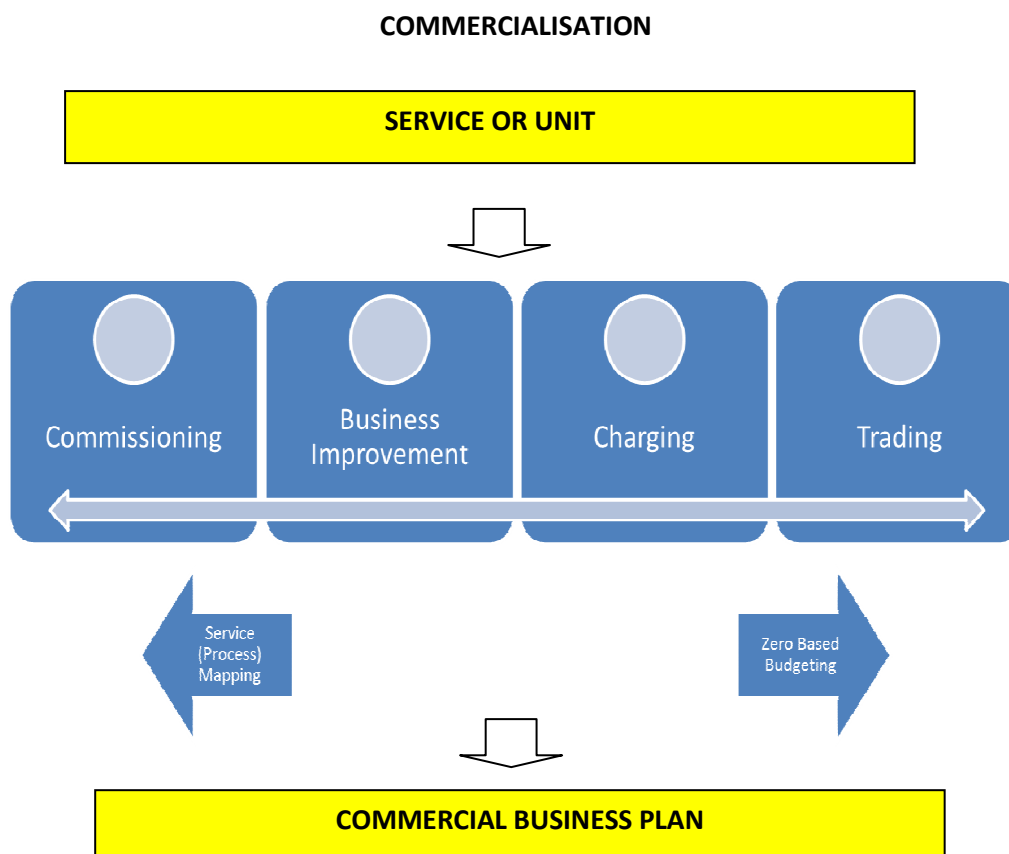 COMMERCIALISATION
SERVICE OR UNIT
Commissioning
Business
Improvement
Charging
Trading
Service
(Process)
Mapping
Zero Based
Budgeting
COMMERCIAL BUSINESS PLAN